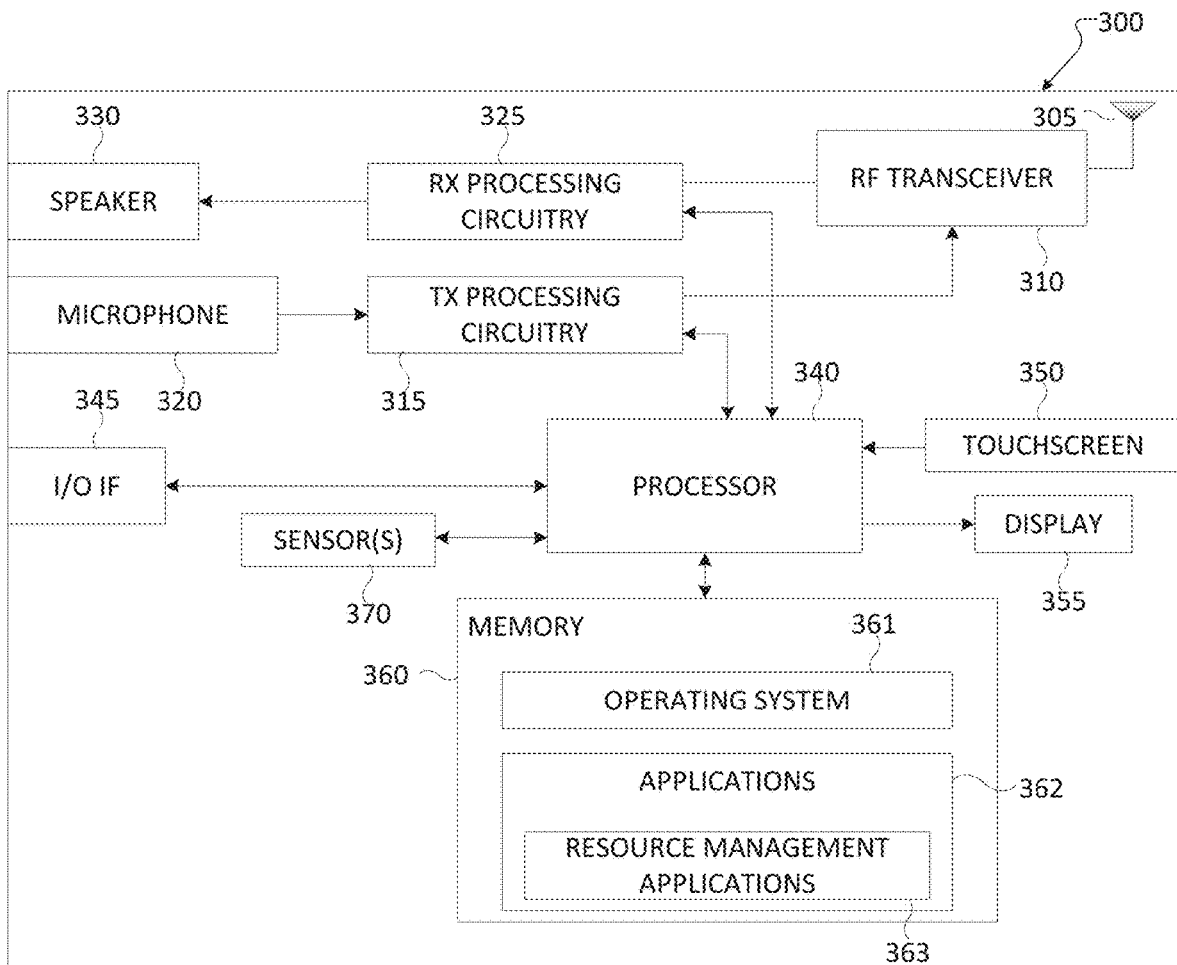 300
330
325
305
SPEAKER
RX PROCESSING
CIRCUITRY
RF TRANSCEIVER
310
MICROPHONE
TX PROCESSING
CIRCUITRY
320
315
345
340
350
I/O IF
PROCESSOR
TOUCHSCREEN
SENSOR(S)
370
DISPLAY
355
MEMORY
360
361
OPERATING SYSTEM
APPLICATIONS
362
RESOURCE MANAGEMENT
APPLICATIONS
363